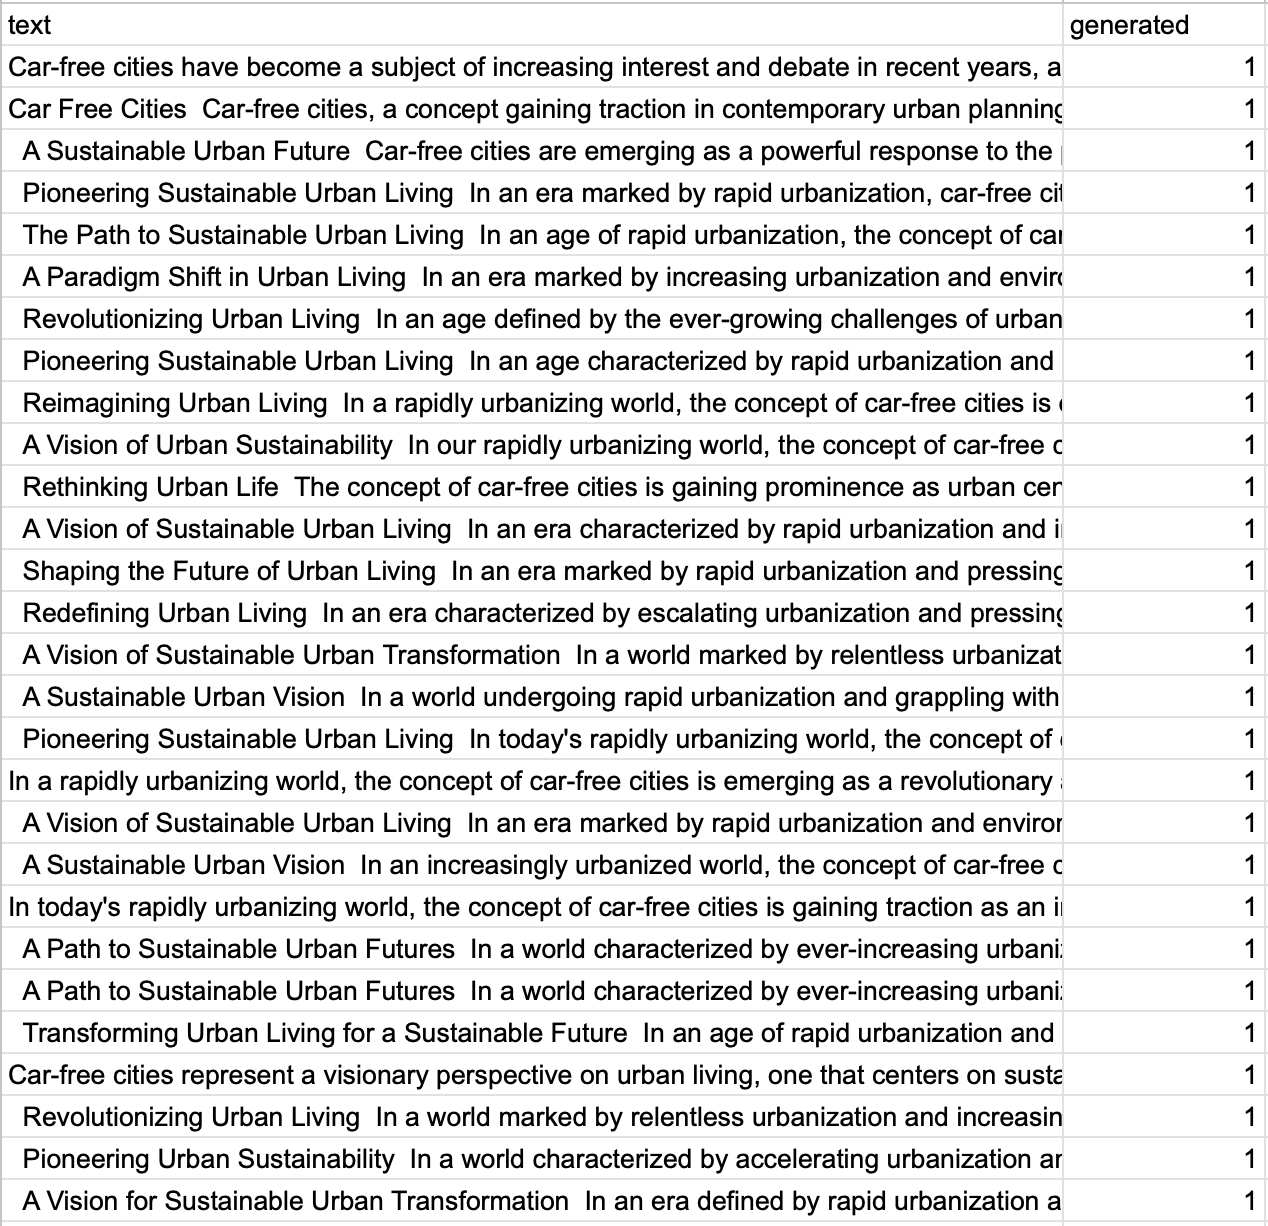 text generated
Car-free cities have become a subject of increasing interest and debate in recent years, a 1
Car Free Cities  Car-free cities, a concept gaining traction in contemporary urban planning 1
A Sustainable Urban Future  Car-free cities are emerging as a powerful response to the 1
Pioneering Sustainable Urban Living  In an era marked by rapid urbanization, car-free cit 1
The Path to Sustainable Urban Living  In an age of rapid urbanization, the concept of car 1
A Paradigm Shift in Urban Living  In an era marked by increasing urbanization and enviro 1
Revolutionizing Urban Living  In an age defined by the ever-growing challenges of urban 1
Pioneering Sustainable Urban Living  In an age characterized by rapid urbanization and 1
Reimagining Urban Living  In a rapidly urbanizing world, the concept of car-free cities is 1
A Vision of Urban Sustainability  In our rapidly urbanizing world, the concept of car-free c 1
Rethinking Urban Life  The concept of car-free cities is gaining prominence as urban cen 1
A Vision of Sustainable Urban Living  In an era characterized by rapid urbanization and i 1
Shaping the Future of Urban Living  In an era marked by rapid urbanization and pressing 1
Redefining Urban Living  In an era characterized by escalating urbanization and pressing 1
A Vision of Sustainable Urban Transformation  In a world marked by relentless urbanizat 1
A Sustainable Urban Vision  In a world undergoing rapid urbanization and grappling with 1
Pioneering Sustainable Urban Living  In today's rapidly urbanizing world, the concept of 1
In a rapidly urbanizing world, the concept of car-free cities is emerging as a revolutionary 1
A Vision of Sustainable Urban Living  In an era marked by rapid urbanization and environ 1
A Sustainable Urban Vision  In an increasingly urbanized world, the concept of car-free c 1
In today's rapidly urbanizing world, the concept of car-free cities is gaining traction as an i 1
A Path to Sustainable Urban Futures  In a world characterized by ever-increasing urbani 1
A Path to Sustainable Urban Futures  In a world characterized by ever-increasing urbani 1
Transforming Urban Living for a Sustainable Future  In an age of rapid urbanization and 1
Car-free cities represent a visionary perspective on urban living, one that centers on susta 1
Revolutionizing Urban Living  In a world marked by relentless urbanization and increasin 1
Pioneering Urban Sustainability  In a world characterized by accelerating urbanization an 1
A Vision for Sustainable Urban Transformation  In an era defined by rapid urbanization a 1